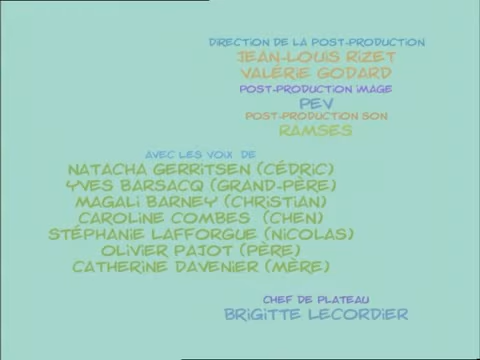 DIRECTION DE LA POST-PRODUCTION
JEAN-LOUIS RIZET
VALÉRIE GODARD
POST-PRODUCTION IMAGE
PEV
POST-PRODUCTION SON
RAMSES
AVEC LES VOIX DE
NATACHA GERRITSEN (CÉDRIC)
YVES BARSACQ (GRAND-PÈRE)
MAGALI BARNEY (CHRISTIAN)
CAROLINE COMBES (CHEN)
STÉPHANIE LAFFORGUE (NICOLAS)
OLIVIER PAJOT (PÈRE)
CATHERINE DAVENIER (MÈRE)
CHEF DE PLATEAU
BRIGITTE LECORDIER